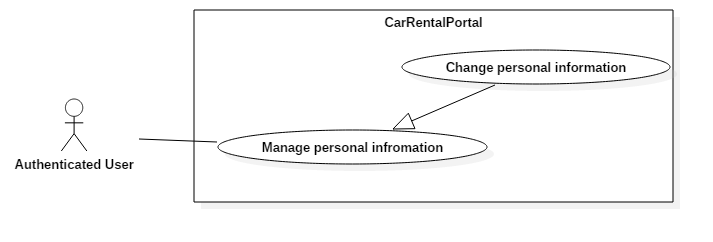 CarRentalPortal
Change personal information
Manage personal infromation
Authenticated User